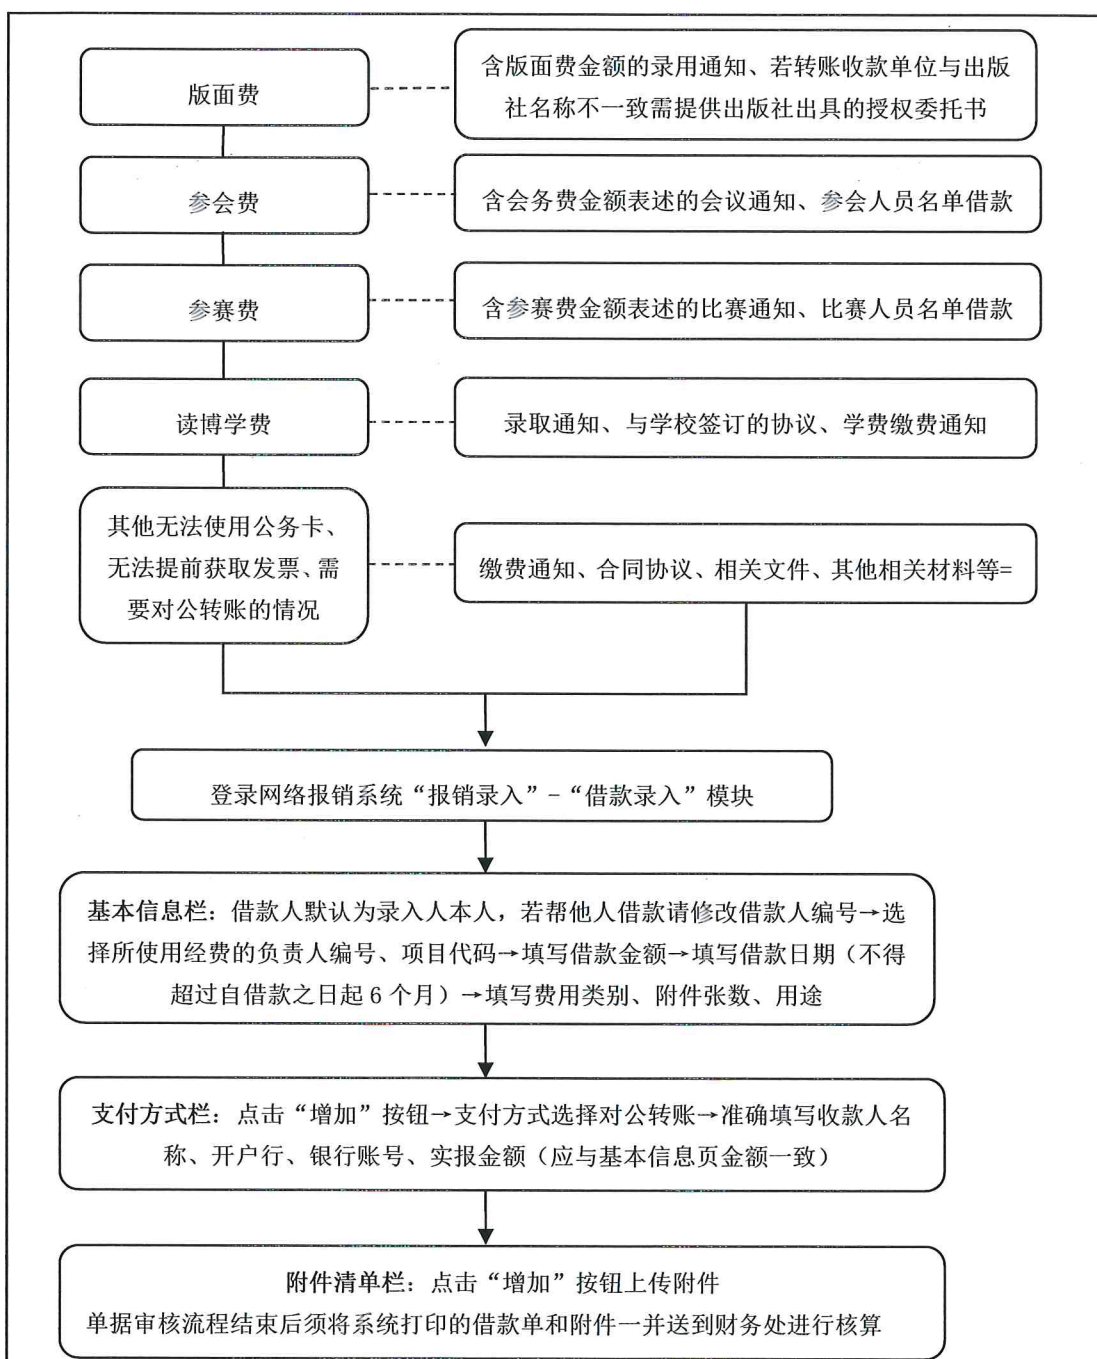 版面费
含版面费金额的录用通知、若转账收款单位与出版
社名称不一致需提供出版社出具的授权委托书
参会费
含会务费金额表述的会议通知、参会人员名单借款
参赛费
含参赛费金额表述的比赛通知、比赛人员名单借款
读博学费
录取通知、与学校签订的协议、学费缴费通知
其他无法使用公务卡、
无法提前获取发票、需
要对公转账的情况
缴费通知、合同协议、相关文件、其他相关材料等=
登录网络报销系统“报销录入”-“借款录入”模块
基本信息栏：借款人默认为录入人本人，若帮他人借款请修改借款人编号→选
择所使用经费的负责人编号、项目代码→填写借款金额→填写借款日期（不得
超过自借款之日起 6 个月）→填写费用类别、附件张数、用途
支付方式栏：点击“增加”按钮→支付方式选择对公转账→准确填写收款人名
称、开户行、银行账号、实报金额（应与基本信息页金额一致）
附件清单栏：点击“增加”按钮上传附件
单据审核流程结束后须将系统打印的借款单和附件一并送到财务处进行核算